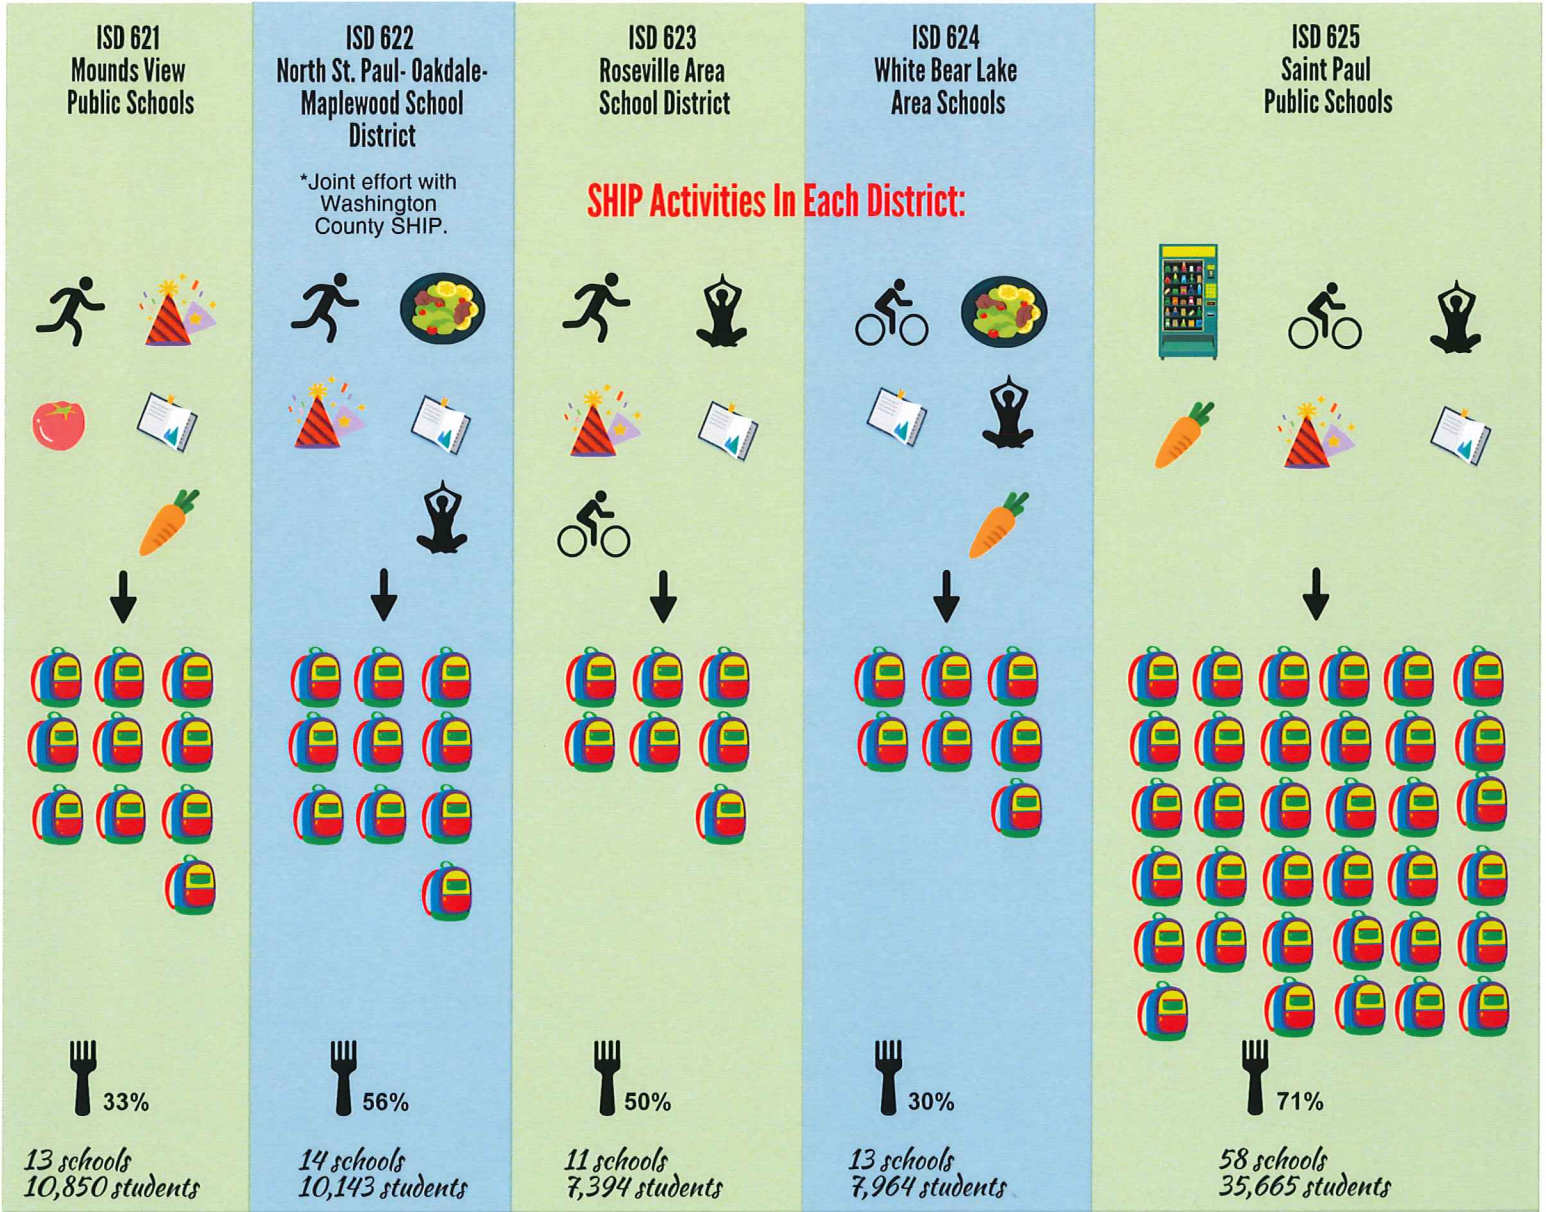 ISD 621
Mounds View
Public Schools
ISD 622
North St. Paul- Oakdale-
Maplewood School
District
*Joint effort with
Washington
County SHIP.
ISD 623
Roseville Area
School District
ISD 624
White Bear Lake
Area Schools
ISD 625
Saint Paul
Public Schools
SHIP Activities In Each District:
33%
13 schools
10,850 students
56%
14 schools
10,143 students
50%
11 schools
7,394 students
30%
13 schools
7,964 students
71%
58 schools
35,665 students